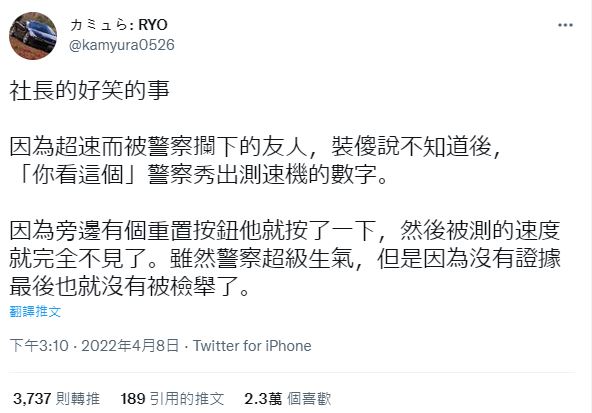 カミュら: RYO
@kamyura0526
社長的好笑的事
因為超速而被警察攔下的友人，裝傻說不知道後，
「你看這個」警察秀出測速機的數字。
因為旁邊有個重置按鈕他就按了一下，然後被測的速度
就完全不見了。雖然警察超級生氣，但是因為沒有證據
最後也就沒有被檢舉了。
翻譯推文
下午3:10 · 2022年4月8日 · Twitter for iPhone
3,737 則轉推 189 引用的推文 2.3萬 個喜歡